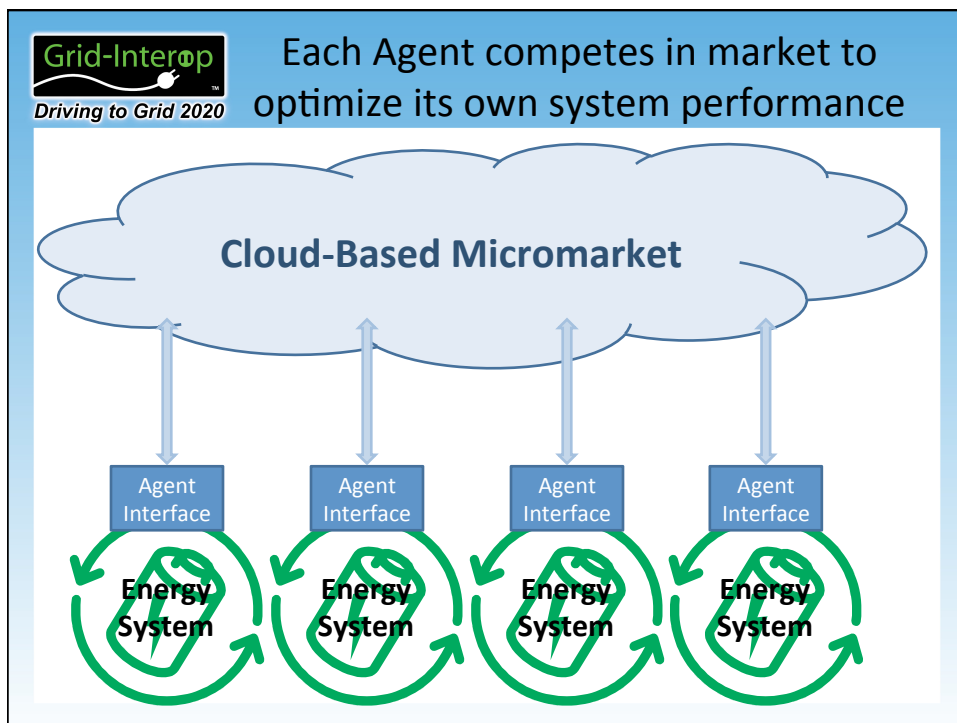 Grid-Interop
™
Driving to Grid 2020
Each Agent competes in market to
optimize its own system performance
Cloud-Based Micromarket
Agent
Interface
Agent
Interface
Agent
Interface
Agent
Interface
Energy
System
Energy
System
Energy
System
Energy
System